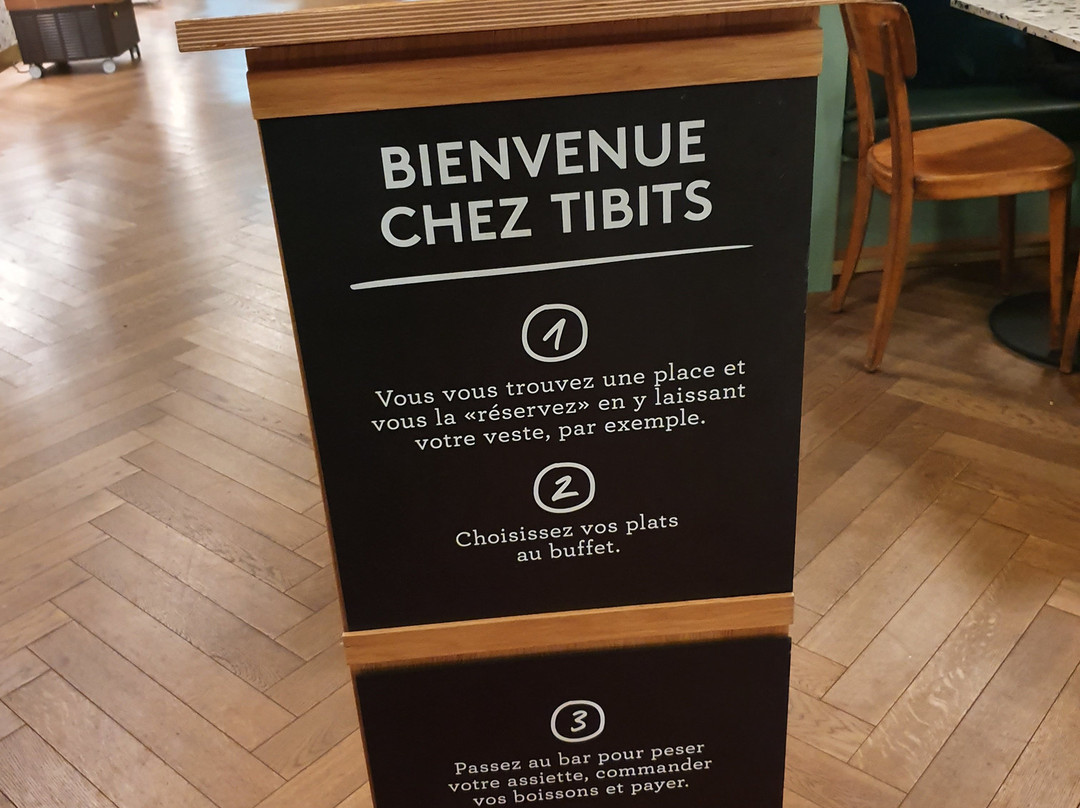 BIENVENUE
CHEZ TIBITS
1
Vous vous trouvez une place et
vous la «réservez» en y laissant
votre veste, par exemple.
2
Choisissez vos plats
au buffet.
3
Passez au bar pour peser
votre assiette, commander
vos boissons et payer.